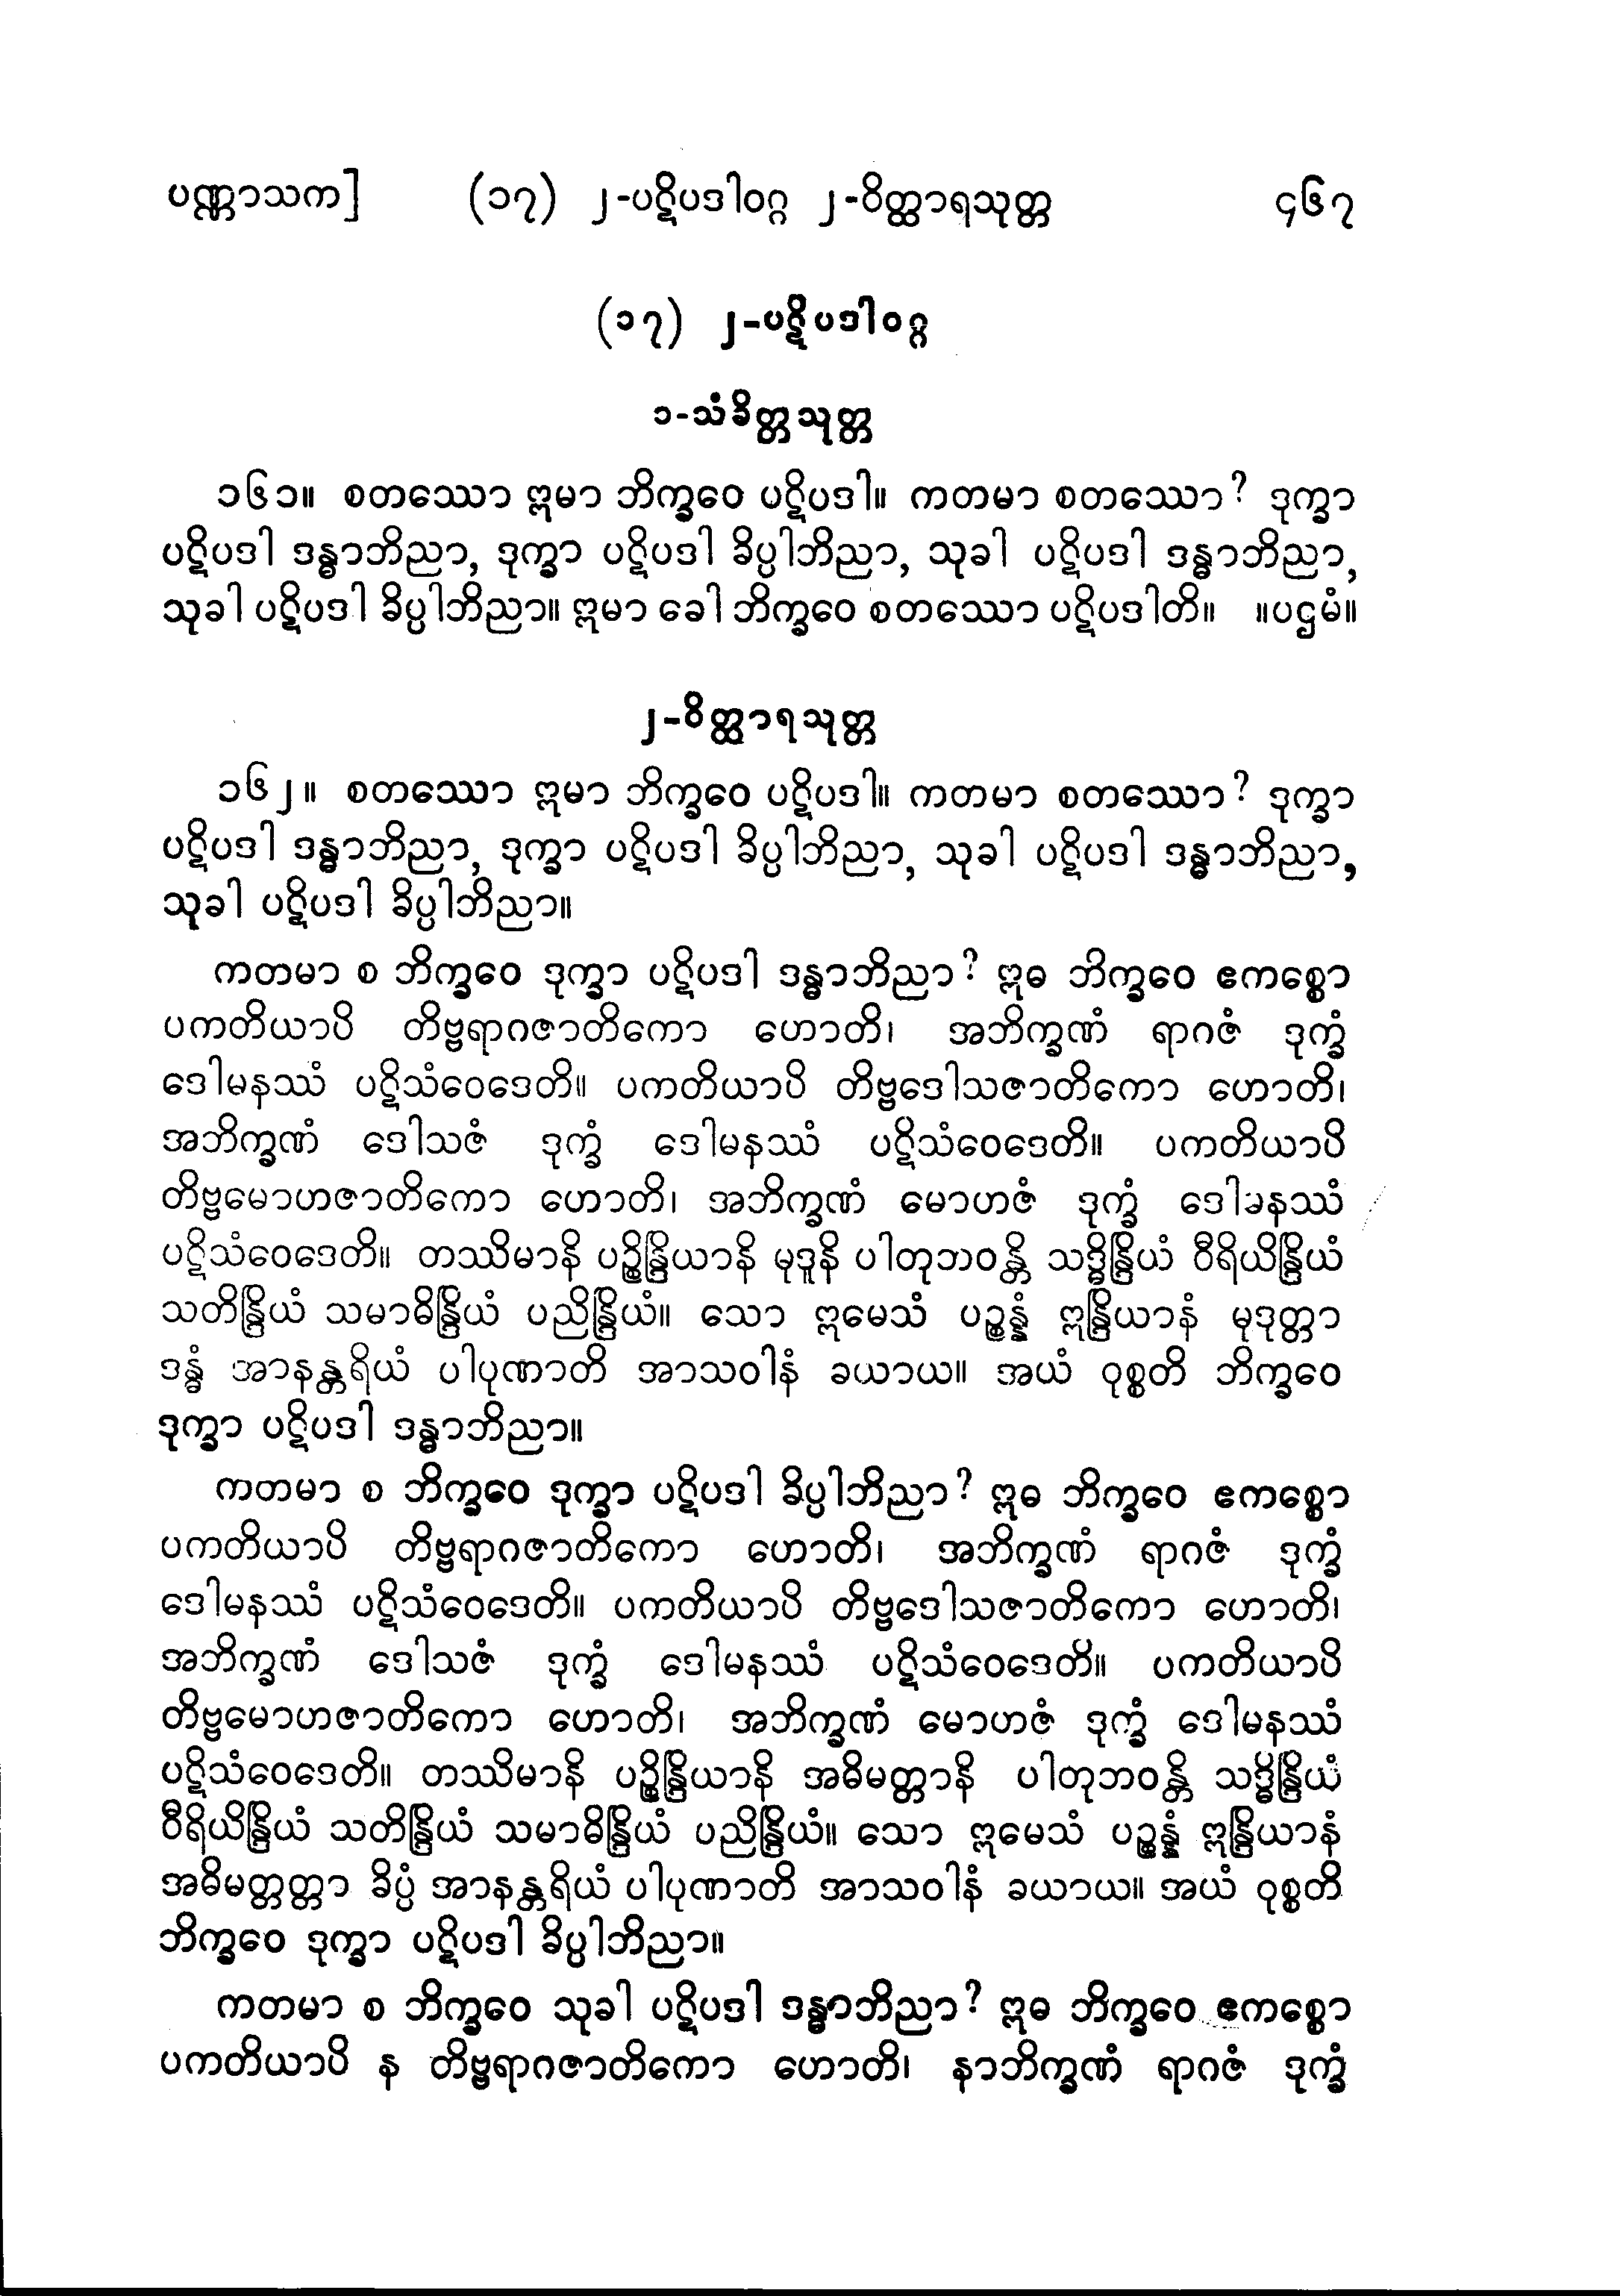 ပဏ္ဏာသက] (၁၇) ၂-ပဋိပဒါဝဂ္ဂ ၂-ဝိတ္ထာရသုတ္တ ၄၆၇
(၁၇) ၂-ပဋိပဒါဝဂ္ဂ
၁-သံခိတ္တသုတ္တ
၁၆၁။ စတဿော ဣမာ ဘိက္ခဝေ ပဋိပဒါ။ ကတမာ စတဿော? ဒုက္ခာ
ပဋိပဒါ ဒန္ဓာဘိညာ, ဒုက္ခာ ပဋိပဒါ ခိပ္ပါဘိညာ, သုခါ ပဋိပဒါ ဒန္ဓာဘိညာ,
သုခါ ပဋိပဒါ ခိပ္ပါဘိညာ။ ဣမာ ခေါ ဘိက္ခဝေ စတဿော ပဋိပဒါတိ။ ။ပဌမံ။
၂-ဝိတ္ထာရသုတ္တ
၁၆၂။ စတဿော ဣမာ ဘိက္ခဝေ ပဋိပဒါ။ ကတမာ စတဿော? ဒုက္ခာ
ပဋိပဒါ ဒန္ဓာဘိညာ, ဒုက္ခာ ပဋိပဒါ ခိပ္ပါဘိညာ, သုခါ ပဋိပဒါ ဒန္ဓာဘိညာ,
သုခါ ပဋိပဒါ ခိပ္ပါဘိညာ။
ကတမာ စ ဘိက္ခဝေ ဒုက္ခာ ပဋိပဒါ ဒန္ဓာဘိညာ? ဣဓ ဘိက္ခဝေ ဧကစ္စော
ပကတိယာပိ တိဗ္ဗရာဂဇာတိကော ဟောတိ၊ အဘိက္ခဏံ ရာဂဇံ ဒုက္ခံ
ဒေါမနဿံ ပဋိသံဝေဒေတိ။ ပကတိယာပိ တိဗ္ဗဒေါသဇာတိကော ဟောတိ၊
အဘိက္ခဏံ ဒေါသဇံ ဒုက္ခံ ဒေါမနဿံ ပဋိသံဝေဒေတိ။ ပကတိယာပိ
တိဗ္ဗမောဟဇာတိကော ဟောတိ၊ အဘိက္ခဏံ မောဟဇံ ဒုက္ခံ ဒေါမနဿံ
ပဋိသံဝေဒေတိ။ တဿိမာနိ ပဉ္စိန္ဒြိယာနိ မုဒူနိ ပါတုဘဝန္တိ သဒ္ဓိန္ဒြိယံ ဝီရိယိန္ဒြိယံ
သတိန္ဒြိယံ သမာဓိန္ဒြိယံ ပညိန္ဒြိယံ။ သော ဣမေသံ ပဉ္စန္နံ ဣန္ဒြိယာနံ မုဒုတ္တာ
ဒန္ဓံ အာနန္တရိယံ ပါပုဏာတိ အာသဝါနံ ခယာယ။ အယံ ဝုစ္စတိ ဘိက္ခဝေ
ဒုက္ခာ ပဋိပဒါ ဒန္ဓာဘိညာ။
ကတမာ စ ဘိက္ခဝေ ဒုက္ခာ ပဋိပဒါ ခိပ္ပါဘိညာ? ဣဓ ဘိက္ခဝေ ဧကစ္စော
ပကတိယာပိ တိဗ္ဗရာဂဇာတိကော ဟောတိ၊ အဘိက္ခဏံ ရာဂဇံ ဒုက္ခံ
ဒေါမနဿံ ပဋိသံဝေဒေတိ။ ပကတိယာပိ တိဗ္ဗဒေါသဇာတိကော ဟောတိ၊
အဘိက္ခဏံ ဒေါသဇံ ဒုက္ခံ ဒေါမနဿံ ပဋိသံဝေဒေတိ။ ပကတိယာပိ
တိဗ္ဗမောဟဇာတိကော ဟောတိ၊ အဘိက္ခဏံ မောဟဇံ ဒုက္ခံ ဒေါမနဿံ
ပဋိသံဝေဒေတိ။ တဿိမာနိ ပဉ္စိန္ဒြိယာနိ အဓိမတ္တာနိ ပါတုဘဝန္တိ သဒ္ဓိန္ဒြိယံ
ဝီရိယိန္ဒြိယံ သတိန္ဒြိယံ သမာဓိန္ဒြိယံ ပညိန္ဒြိယံ။ သော ဣမေသံ ပဉ္စန္နံ ဣန္ဒြိယာနံ
အဓိမတ္တတ္တာ ခိပ္ပံ အာနန္တရိယံ ပါပုဏာတိ အာသဝါနံ ခယာယ။ အယံ ဝုစ္စတိ
ဘိက္ခဝေ ဒုက္ခာ ပဋိပဒါ ခိပ္ပါဘိညာ။
ကတမာ စ ဘိက္ခဝေ သုခါ ပဋိပဒါ ဒန္ဓာဘိညာ? ဣဓ ဘိက္ခဝေ ဧကစ္စော
ပကတိယာပိ န တိဗ္ဗရာဂဇာတိကော ဟောတိ၊ နာဘိက္ခဏံ ရာဂဇံ ဒုက္ခံ